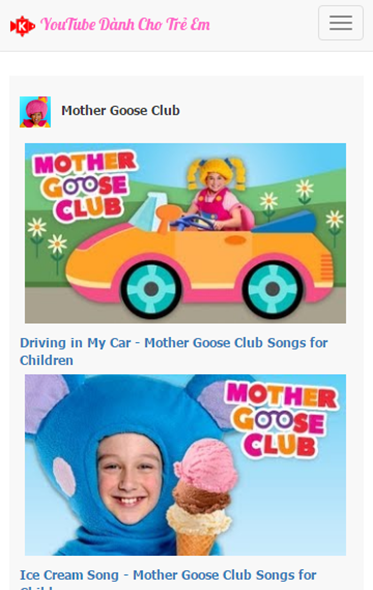 K YouTube Dành Cho Trẻ Em
Mother Goose Club
MOTHER
GOOSE
CLUB
Driving in My Car - Mother Goose Club Songs for
Children
MOTHER
GOOSE
CLUB
Ice Cream Song - Mother Goose Club Songs for